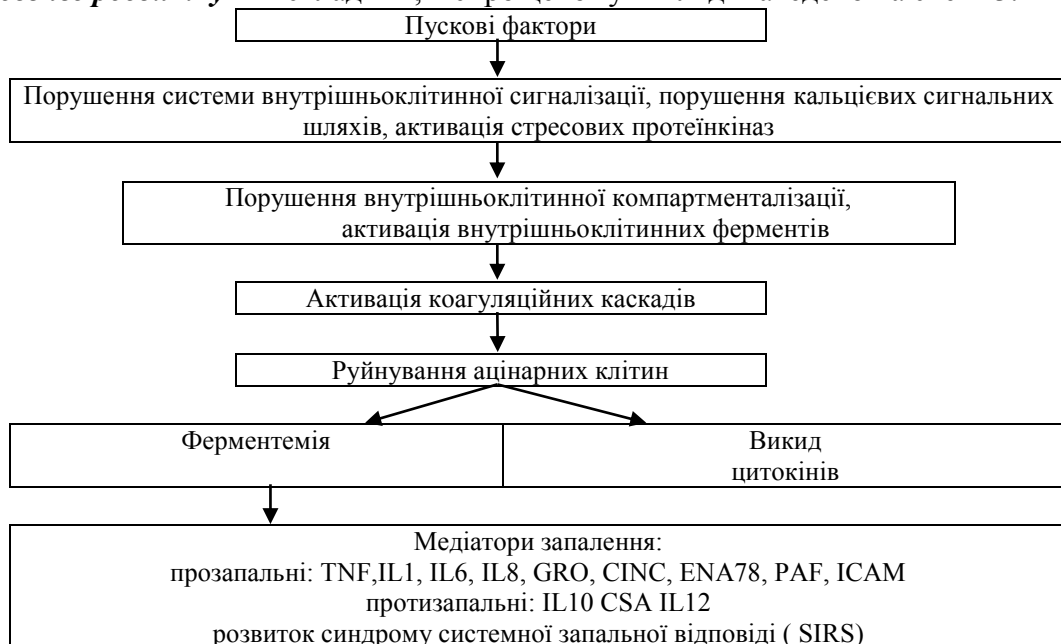 Пускові фактори
Порушення системи внутрішньоклітинної сигналізації, порушення кальцієвих сигнальних
шляхів, активація стресових протеїнкіназ
Порушення внутрішньоклітинної компартменталізації,
активація внутрішньоклітинних ферментів
Активація коагуляційних каскадів
Руйнування ацінарних клітин
Ферментемія
Викид
цитокінів
Медіатори запалення:
прозапальні: TNF,IL1, IL6, IL8, GRO, CINC, ENA78, PAF, ICAM
протизапальні: IL10 CSA IL12
розвиток синдрому системної запальної відповіді ( SIRS)